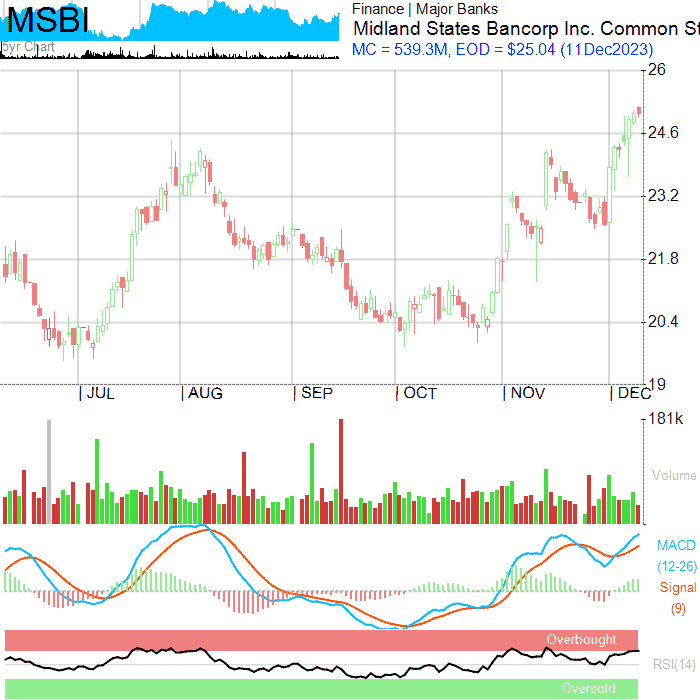 MSBI
5yr Chart
Finance | Major Banks
Midland States Bancorp Inc. Common St
MC = 539.3M, EOD = $25.04 (11Dec2023)
26
24.6
23.2
21.8
20.4
19
| JUL | AUG | SEP | OCT | NOV | DEC
181k
Volume
MACD
(12-26)
Signal
(9)
Overbought
RSI(14)
Oversold